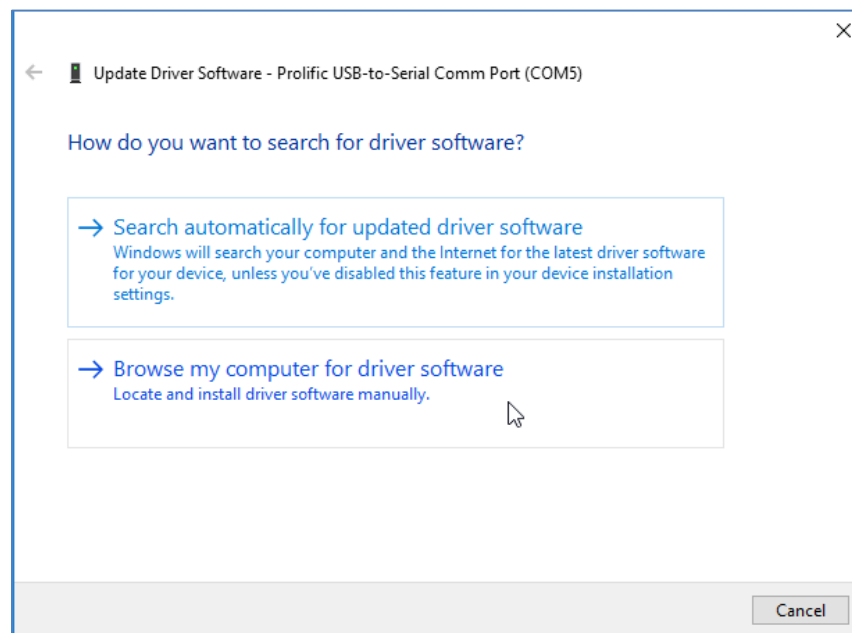 Update Driver Software - Prolific USB-to-Serial Comm Port (COM5)
How do you want to search for driver software?
Search automatically for updated driver software
Windows will search your computer and the Internet for the latest driver software
for your device, unless you've disabled this feature in your device installation
settings.
Browse my computer for driver software
Locate and install driver software manually.
Cancel